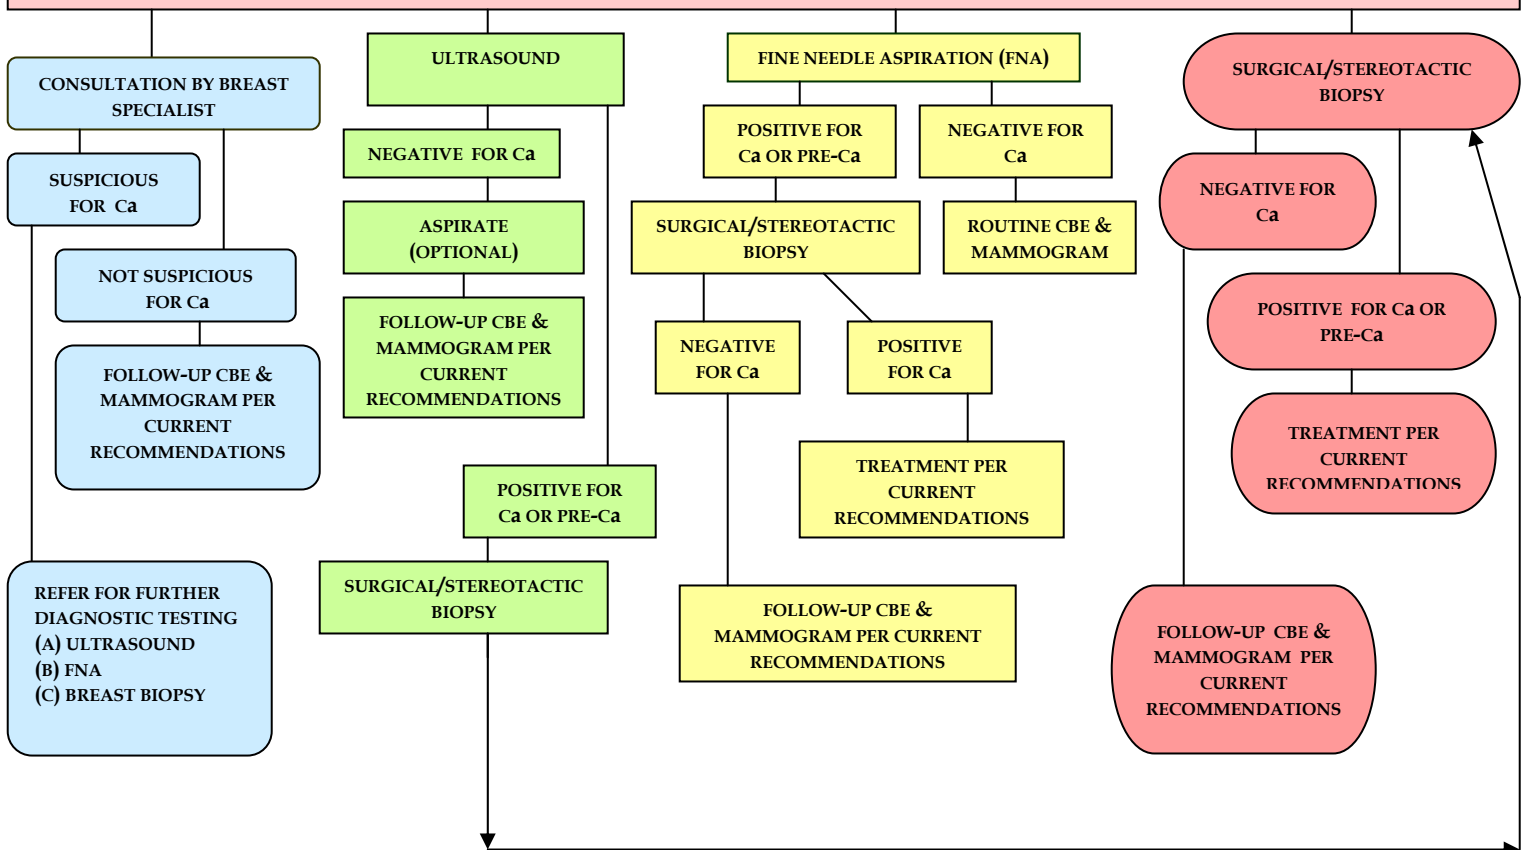 CONSULTATION BY BREAST
SPECIALIST
SUSPICIOUS
FOR Ca
NOT SUSPICIOUS
FOR Ca
FOLLOW-UP CBE &
MAMMOGRAM PER
CURRENT
RECOMMENDATIONS
REFER FOR FURTHER
DIAGNOSTIC TESTING
(A) ULTRASOUND
(B) FNA
(C) BREAST BIOPSY
ULTRASOUND
NEGATIVE FOR Ca
ASPIRATE
(OPTIONAL)
FOLLOW-UP CBE &
MAMMOGRAM PER
CURRENT
RECOMMENDATIONS
POSITIVE FOR
Ca OR PRE-Ca
SURGICAL/STEREOTACTIC
BIOPSY
FINE NEEDLE ASPIRATION (FNA)
POSITIVE FOR
Ca OR PRE-Ca
NEGATIVE FOR
Ca
SURGICAL/STEREOTACTIC
BIOPSY
ROUTINE CBE &
MAMMOGRAM
NEGATIVE
FOR Ca
POSITIVE
FOR Ca
TREATMENT PER
CURRENT
RECOMMENDATIONS
FOLLOW-UP CBE &
MAMMOGRAM PER CURRENT
RECOMMENDATIONS
SURGICAL/STEREOTACTIC
BIOPSY
NEGATIVE FOR
Ca
POSITIVE FOR Ca OR
PRE-Ca
TREATMENT PER
CURRENT
RECOMMENDATIONS
FOLLOW-UP CBE &
MAMMOGRAM PER
CURRENT
RECOMMENDATIONS